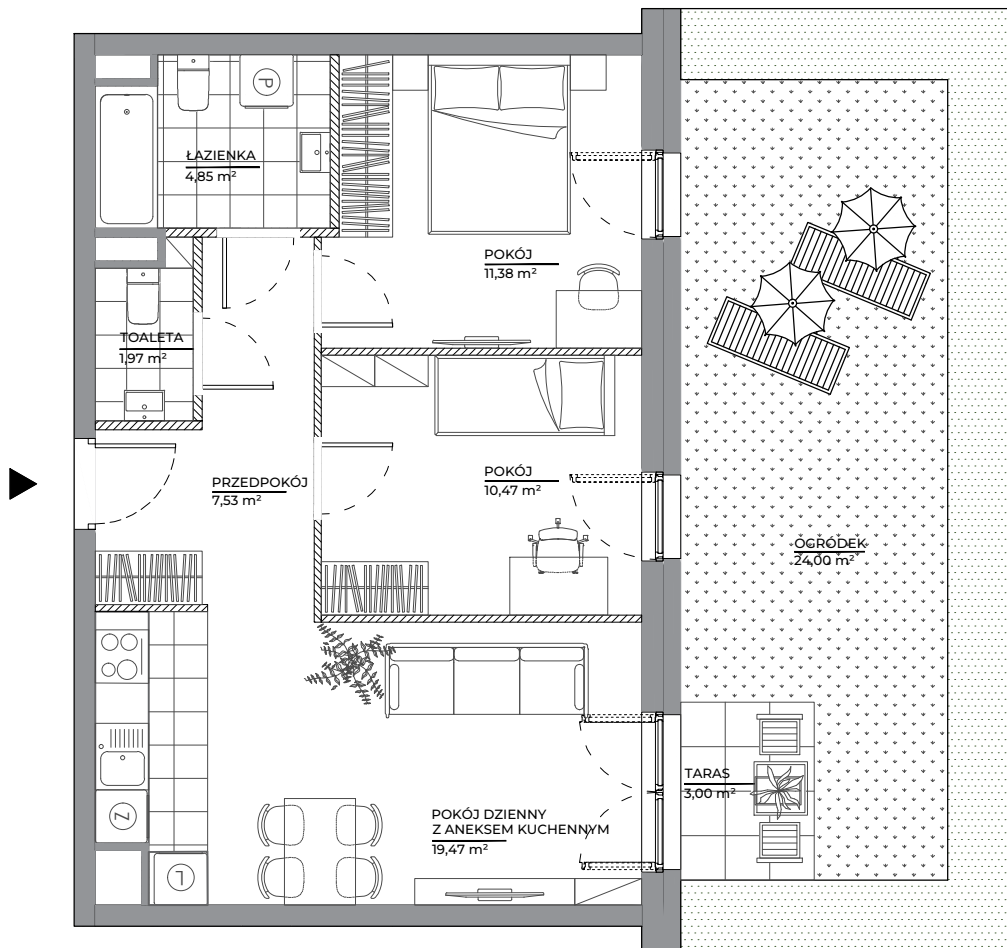 P
ŁAZIENKA
4,85 m²
POKÓJ
11,38 m²
TOALETA
1,97 m²
PRZEDPOKÓJ
7,53 m²
POKÓJ
10,47 m²
OGRÓDEK
24,00 m²
TARAS
3,00 m²
POKÓJ DZIENNY
Z ANEKSEM KUCHENNYM
19,47 m²
Z
L